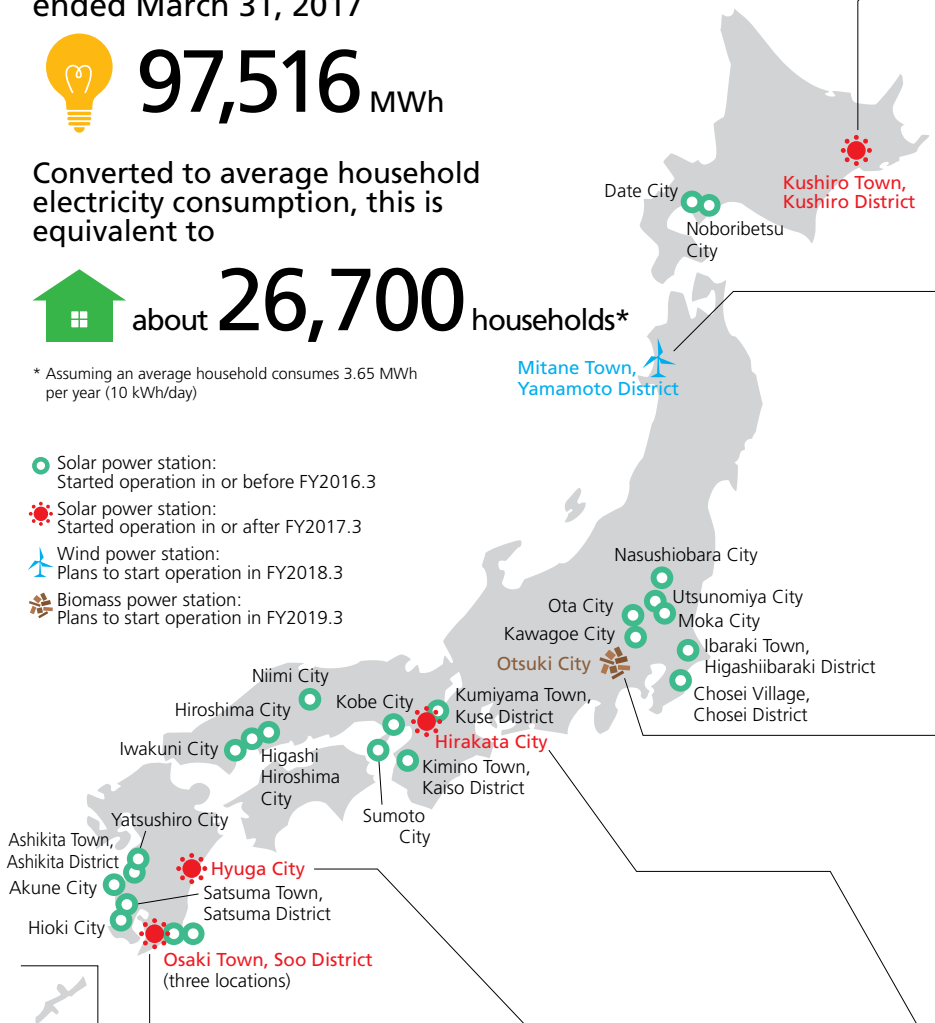 ended March 31, 2017
97,516 MWh
Converted to average household
electricity consumption, this is
equivalent to
about 26,700 households*
* Assuming an average household consumes 3.65 MWh
per year (10 kWh/day)
Solar power station:
Started operation in or before FY2016.3
Solar power station:
Started operation in or after FY2017.3
Wind power station:
Plans to start operation in FY2018.3
Biomass power station:
Plans to start operation in FY2019.3
Date City
Noboribetsu
City
Kushiro Town,
Kushiro District
Mitane Town,
Yamamoto District
Nasushiobara City
Utsunomiya City
Ota City
Moka City
Kawagoe City
Ibaraki Town,
Higashiibaraki District
Otsuki City
Chosei Village,
Chosei District
Niimi City
Hiroshima City
Kobe City
Kumiyama Town,
Kuse District
Iwakuni City
Higashi
Hiroshima
City
Hirakata City
Kimino Town,
Kaiso District
Sumoto
City
Yatsushiro City
Ashikita Town,
Ashikita District
Hyuga City
Akune City
Satsuma Town,
Satsuma District
Hioki City
Osaki Town, Soo District
(three locations)